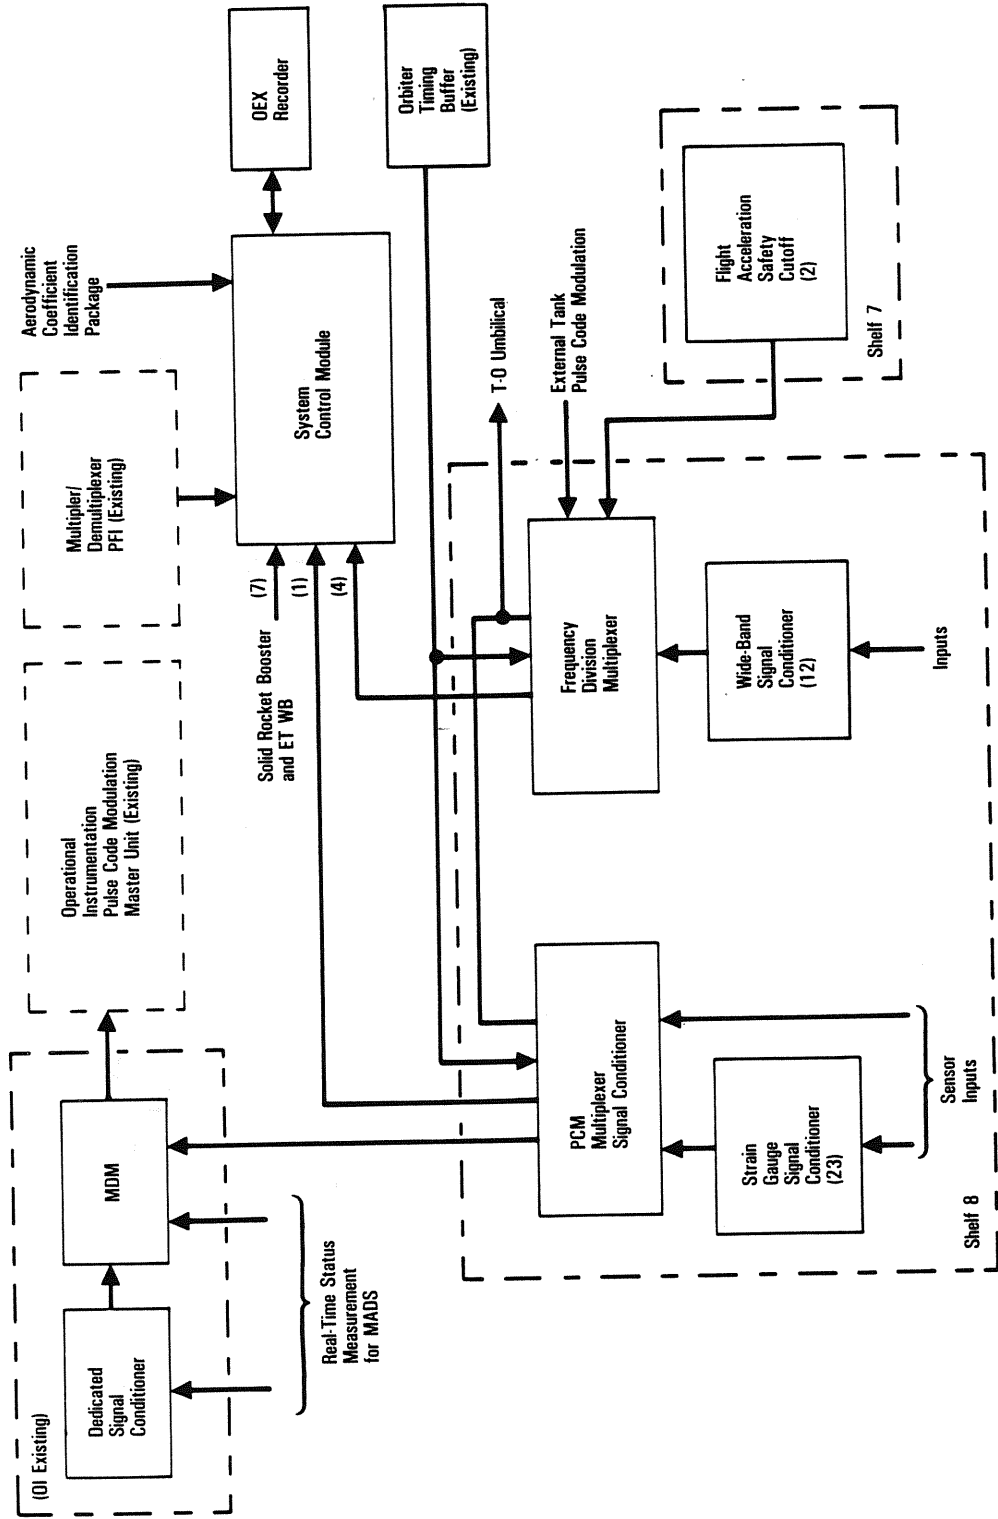 (OI Existing)
Dedicated
Signal
Conditioner
MDM
Real-Time Status
Measurement
for MADS
Operational
Instrumentation
Pulse Code Modulation
Master Unit (Existing)
Multipler/
Demultiplexer
PFI (Existing)
Aerodynamic
Coefficient
Identification
Package
Solid Rocket Booster
and ET WB
(7)
(1)
(4)
System
Control Module
OEX
Recorder
Orbiter
Timing
Buffer
(Existing)
T-O Umbilical
External Tank
Pulse Code Modulation
PCM
Multiplexer
Signal Conditioner
Frequency
Division
Multiplexer
Strain
Gauge
Signal
Conditioner
(23)
Wide-Band
Signal
Conditioner
(12)
Flight
Acceleration
Safety
Cutoff
(2)
Shelf 7
Sensor
Inputs
Inputs
Shelf 8